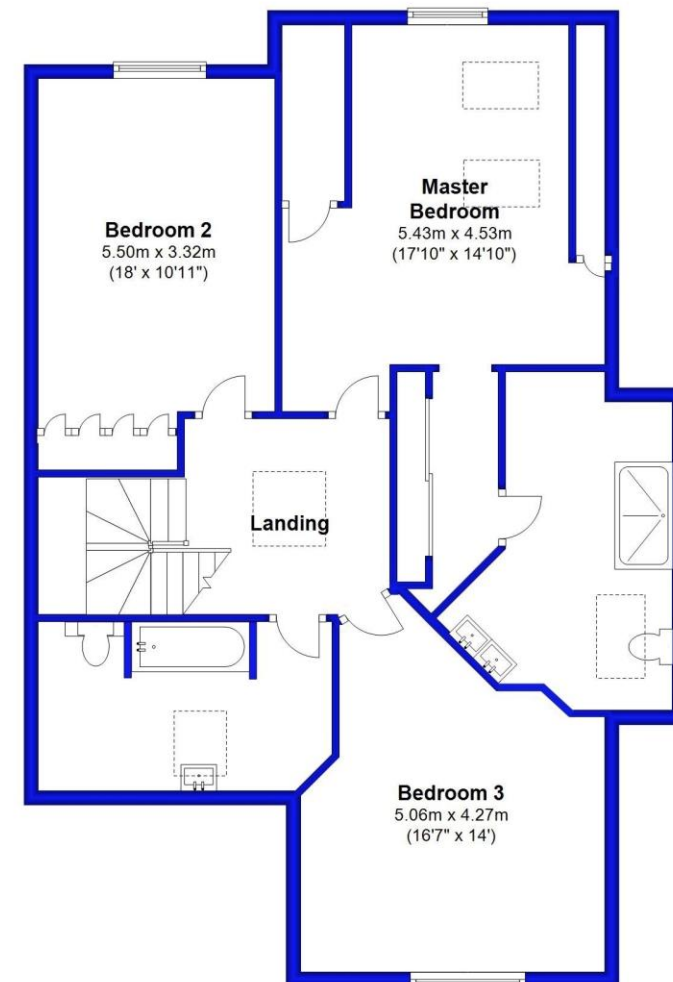 Master
Bedroom
5.43m x 4.53m
(17'10" x 14'10")
Bedroom 2
5.50m x 3.32m
(18' x 10'11")
Landing
Bedroom 3
5.06m x 4.27m
(16'7" x 14')